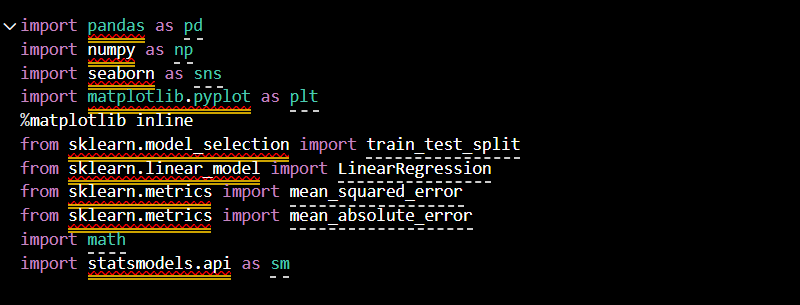 import pandas as pd
import numpy as np
import seaborn as sns
import matplotlib.pyplot as plt
%matplotlib inline
from sklearn.model_selection import train_test_split
from sklearn.linear_model import LinearRegression
from sklearn.metrics import mean_squared_error
from sklearn.metrics import mean_absolute_error
import math
import statsmodels.api as sm